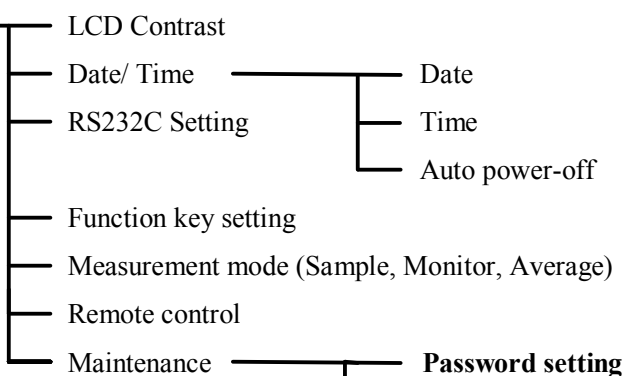 LCD Contrast
Date/ Time Date
RS232C Setting Time
Auto power-off
Function key setting
Measurement mode (Sample, Monitor, Average)
Remote control
Maintenance Password setting